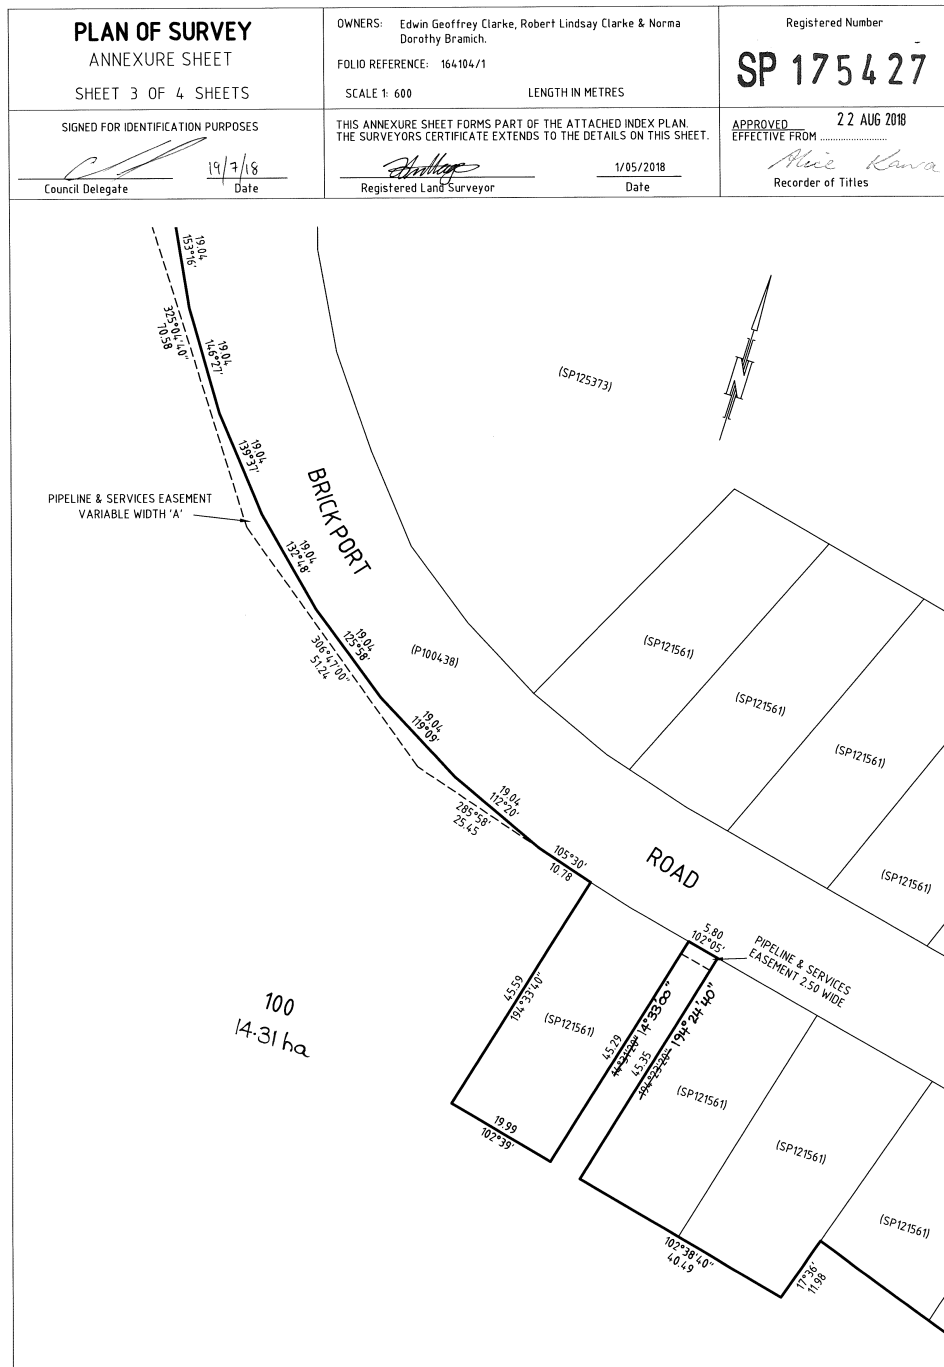 PLAN OF SURVEY
ANNEXURE SHEET
SHEET 3 OF 4 SHEETS
OWNERS: Edwin Geoffrey Clarke, Robert Lindsay Clarke & Norma
Dorothy Bramich.
FOLIO REFERENCE: 164104/1
SCALE 1: 600 LENGTH IN METRES
Registered Number
SP 175427
SIGNED FOR IDENTIFICATION PURPOSES
19/7/18
Council Delegate Date
THIS ANNEXURE SHEET FORMS PART OF THE ATTACHED INDEX PLAN.
THE SURVEYORS CERTIFICATE EXTENDS TO THE DETAILS ON THIS SHEET.
1/05/2018
Registered Land Surveyor Date
APPROVED 22 AUG 2018
EFFECTIVE FROM
Alice Kawa
Recorder of Titles
19.04
153°16'
325°04'40"
70.58
19.04
146°27'
(SP125373)
19.04
139°37'
PIPELINE & SERVICES EASEMENT
VARIABLE WIDTH 'A'
BRICKPORT
19.04
132°48'
19.04
125°58'
306°47'00"
51.24
(P100438)
(SP121561)
(SP121561)
19.04
119°09'
(SP121561)
19.04
112°20'
285°58'
25.45
105°30'
10.78
ROAD
(SP121561)
5.80
102°05'
PIPELINE & SERVICES
EASEMENT 2.50 WIDE
45.59
194°33'40"
100
14.31 ha
(SP121561)
45.29
14°31'20" 14°33'00"
45.35
194°23'20" 194°24'40"
(SP121561)
19.99
102°39'
(SP121561)
(SP121561)
102°38'40"
40.49
17°36'
11.98